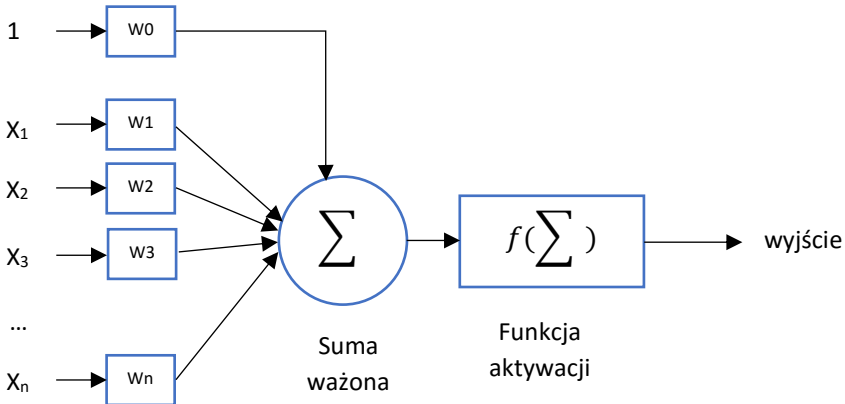 1 W0
X₁ W1
X₂ W2
X₃ W3
...
Xₙ Wn
∑
Suma
ważona
f(∑ )
Funkcja
aktywacji
wyjście